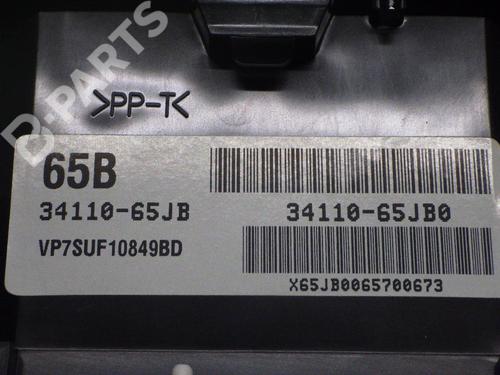 B-PARTS
>PP-T<
65B
34110-65JB
34110-65JB0
VP7SUF10849BD
X65JB0065700673